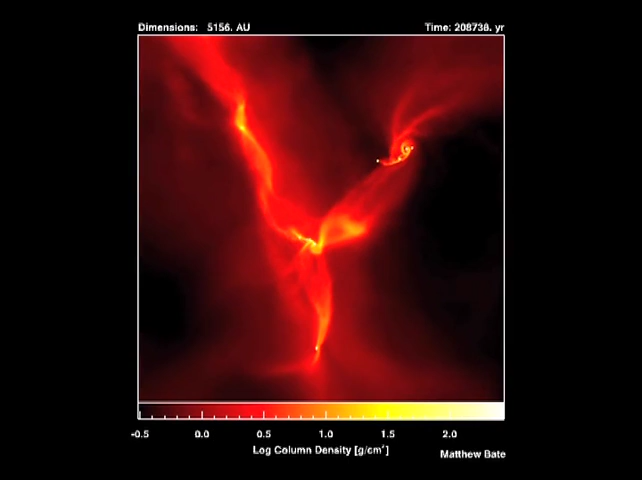 Dimensions: 5156. AU
Time: 208738. yr
-0.5 0.0 0.5 1.0 1.5 2.0
Log Column Density [g/cm²]
Matthew Bate